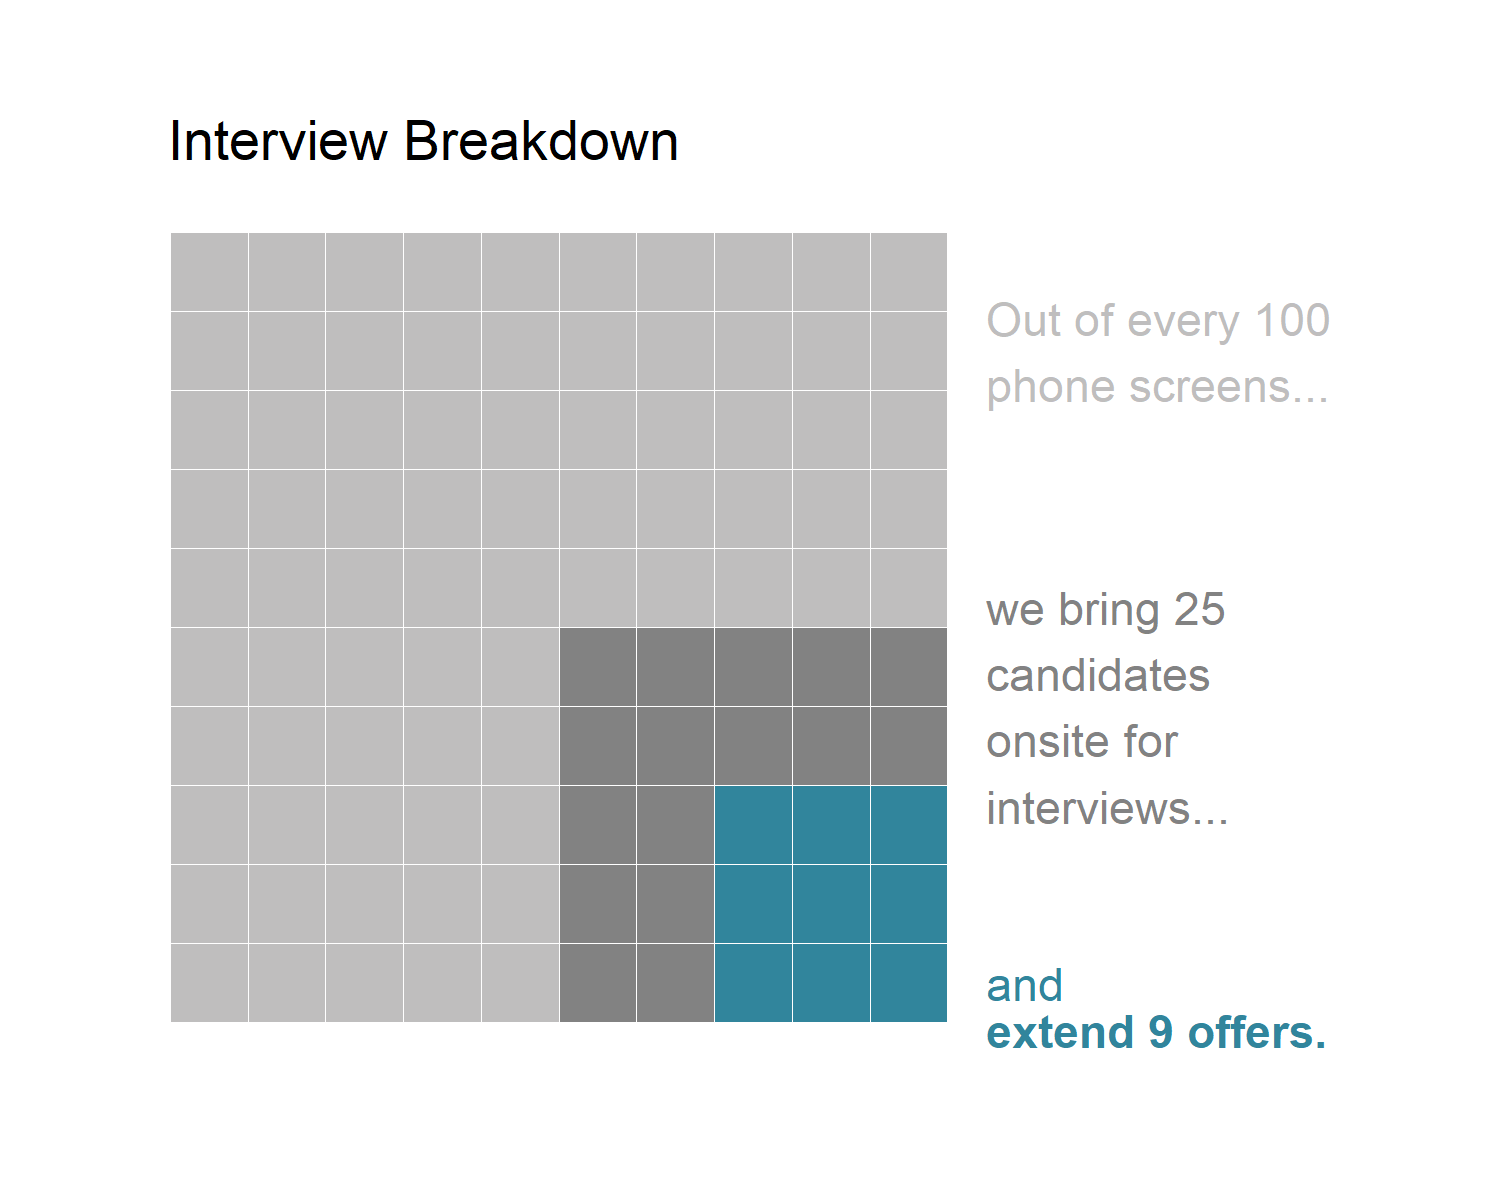 Interview Breakdown
Out of every 100
phone screens...
we bring 25
candidates
onsite for
interviews...
and
extend 9 offers.